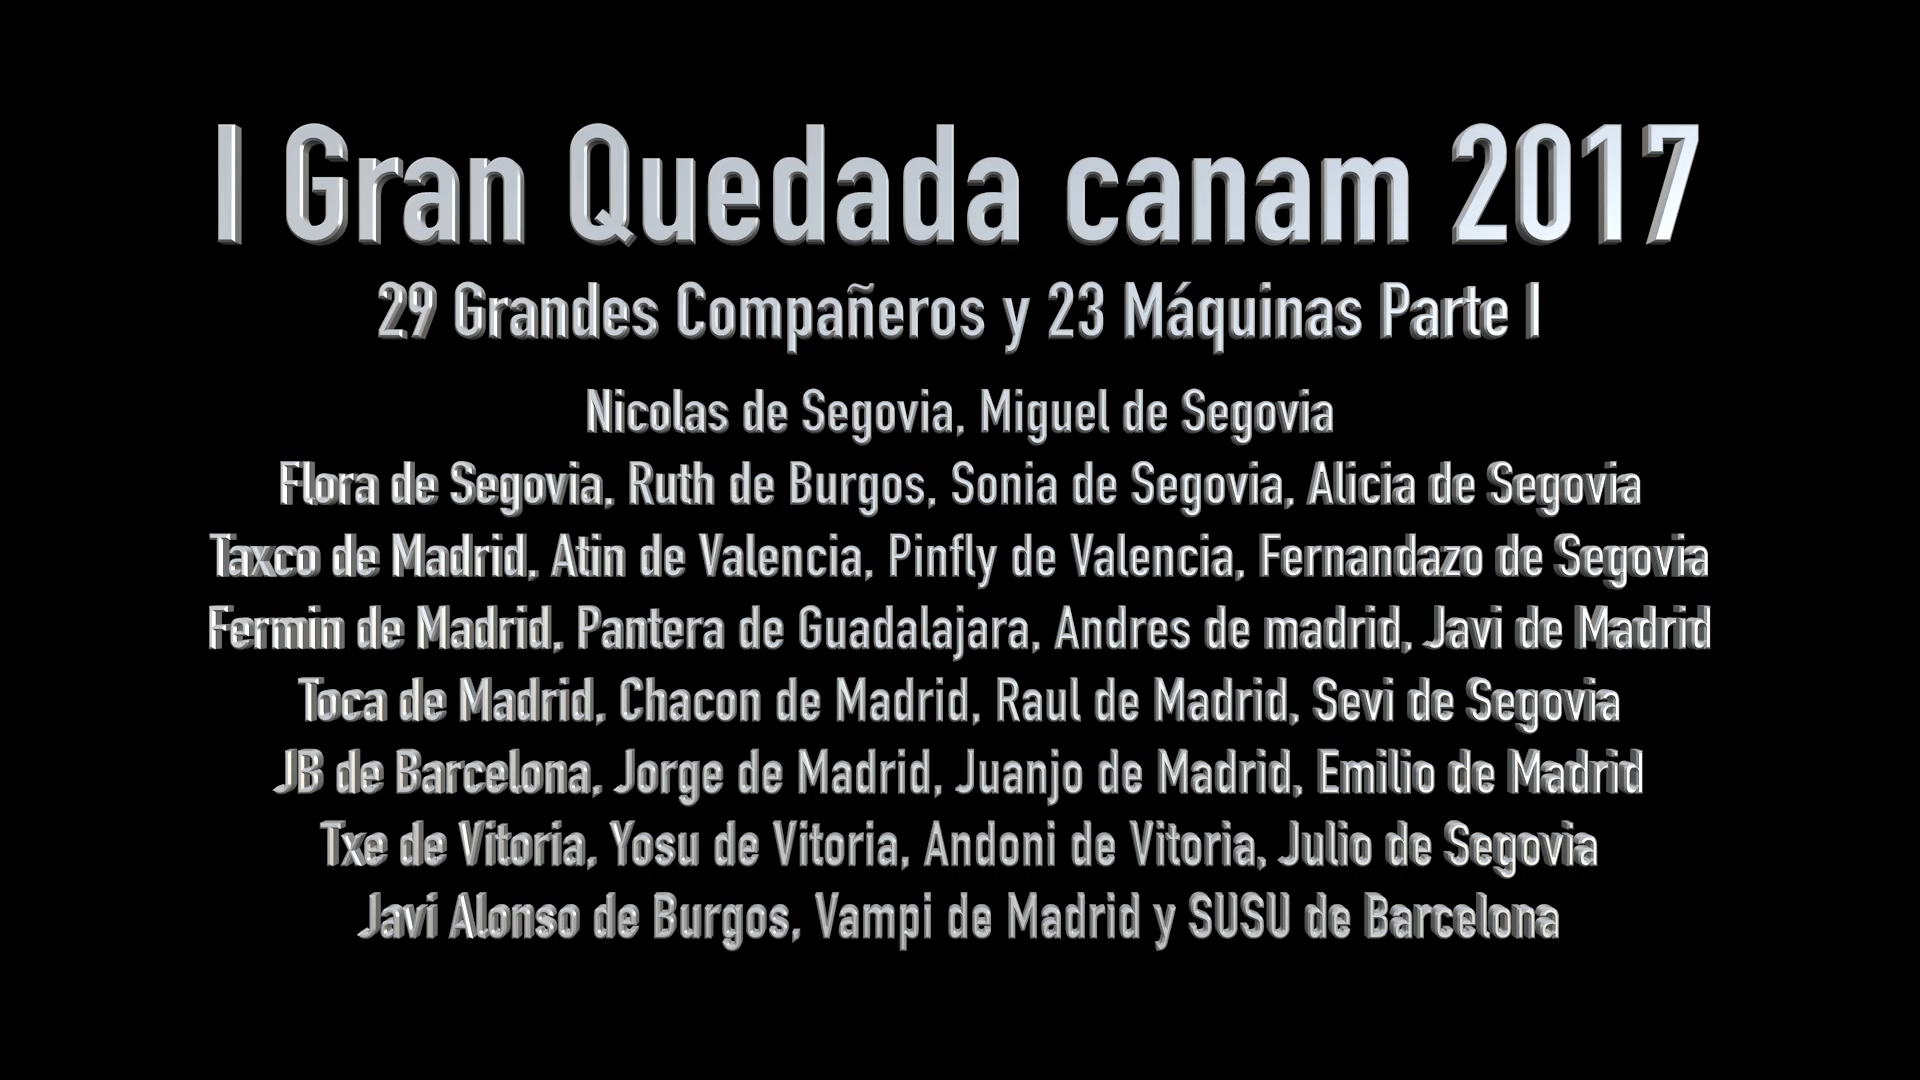 I Gran Quedada canam 2017
29 Grandes Compañeros y 23 Máquinas Parte I
Nicolas de Segovia, Miguel de Segovia
Flora de Segovia, Ruth de Burgos, Sonia de Segovia, Alicia de Segovia
Taxco de Madrid, Atin de Valencia, Pinfly de Valencia, Fernandazo de Segovia
Fermin de Madrid, Pantera de Guadalajara, Andres de madrid, Javi de Madrid
Toca de Madrid, Chacon de Madrid, Raul de Madrid, Sevi de Segovia
JB de Barcelona, Jorge de Madrid, Juanjo de Madrid, Emilio de Madrid
Txe de Vitoria, Yosu de Vitoria, Andoni de Vitoria, Julio de Segovia
Javi Alonso de Burgos, Vampi de Madrid y SUSU de Barcelona